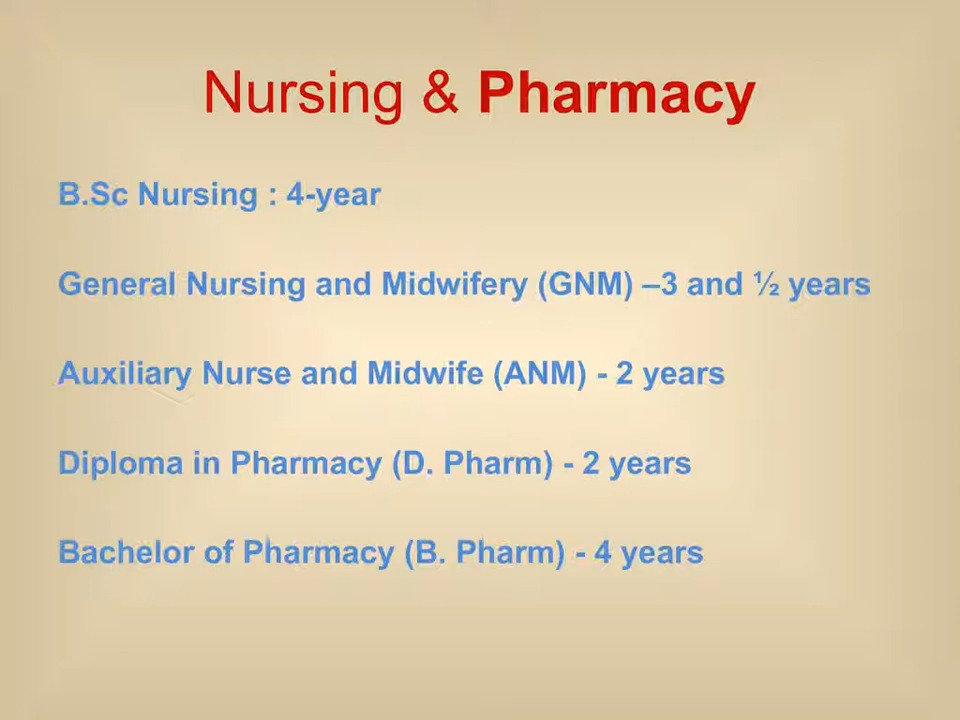 Nursing & Pharmacy
B.Sc Nursing : 4-year
General Nursing and Midwifery (GNM) –3 and ½ years
Auxiliary Nurse and Midwife (ANM) - 2 years
Diploma in Pharmacy (D. Pharm) - 2 years
Bachelor of Pharmacy (B. Pharm) - 4 years